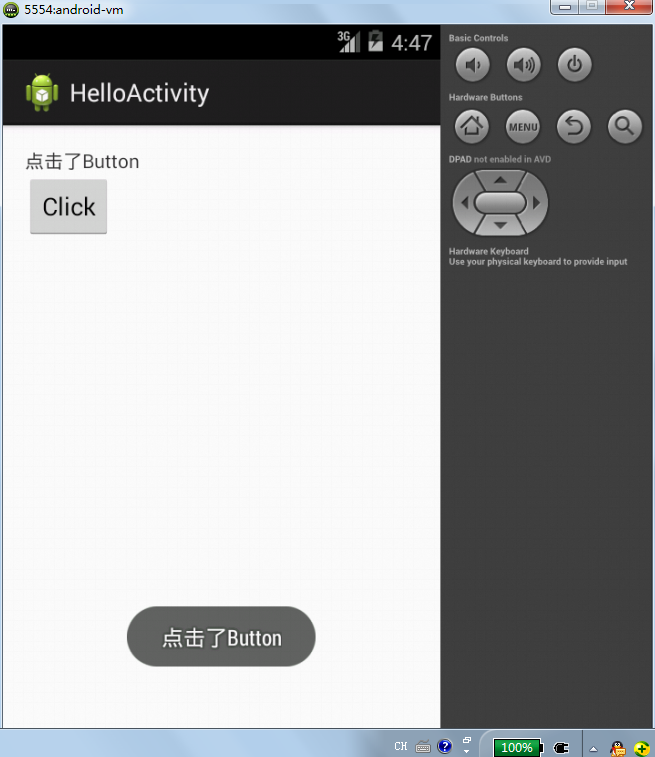 5554:android-vm
3G 4:47
HelloActivity
点击了Button
Click
点击了Button
Basic Controls
Hardware Buttons
MENU
DPAD not enabled in AVD
Hardware Keyboard
Use your physical keyboard to provide input
CH
100%